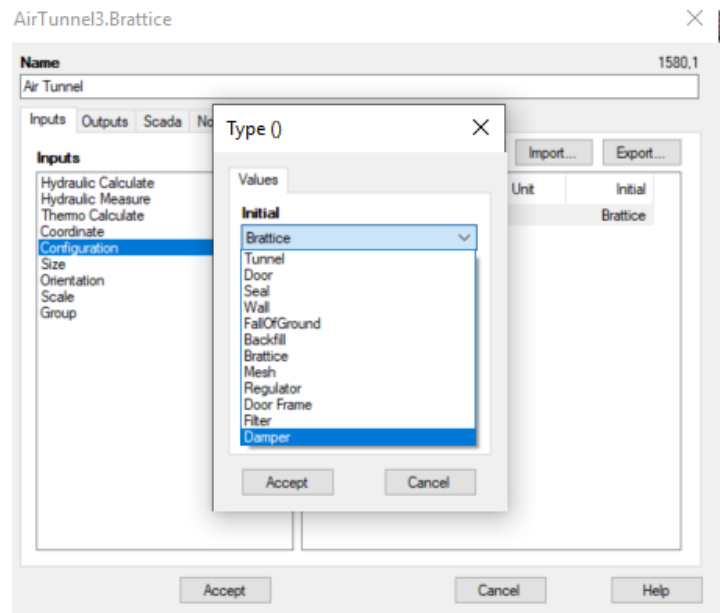 AirTunnel3.Brattice
Name
1580,1
Air Tunnel
Inputs
Outputs
Scada
No
Import...
Export...
Inputs
Hydraulic Calculate
Hydraulic Measure
Thermo Calculate
Coordinate
Configuration
Size
Orientation
Scale
Group
Unit
Initial
Brattice
Type ()
Values
Initial
Brattice
Tunnel
Door
Seal
Wall
FallOfGround
Backfill
Brattice
Mesh
Regulator
Door Frame
Filter
Damper
Accept
Cancel
Accept
Cancel
Help